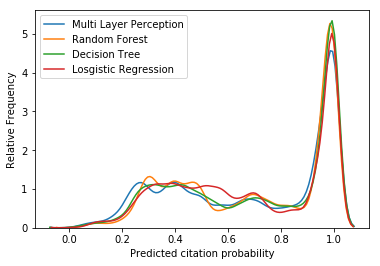 Multi Layer Perception
Random Forest
Decision Tree
Losgistic Regression
Relative Frequency
5
4
3
2
1
0
0.0 0.2 0.4 0.6 0.8 1.0
Predicted citation probability